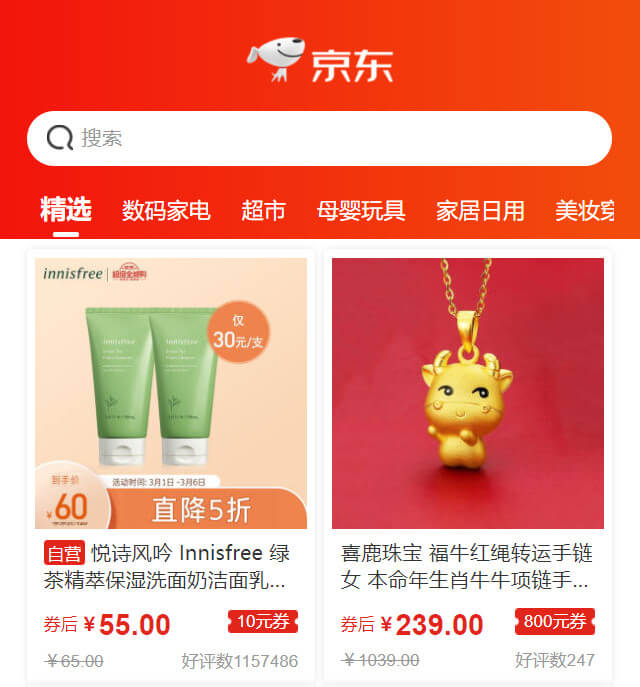 京东
搜索
精选 数码家电 超市 母婴玩具 家居日用 美妆穿
innisfree
仅
30元/支
innisfree innisfree
到手价
¥60
活动时间: 3月1日 -3月6日
直降5折
自营 悦诗风吟 Innisfree 绿
茶精萃保湿洗面奶洁面乳...
券后 ¥55.00 10元券
¥65.00 好评数1157486
喜鹿珠宝 福牛红绳转运手链
女 本命年生肖牛牛项链手...
券后 ¥239.00 800元券
¥1039.00 好评数247